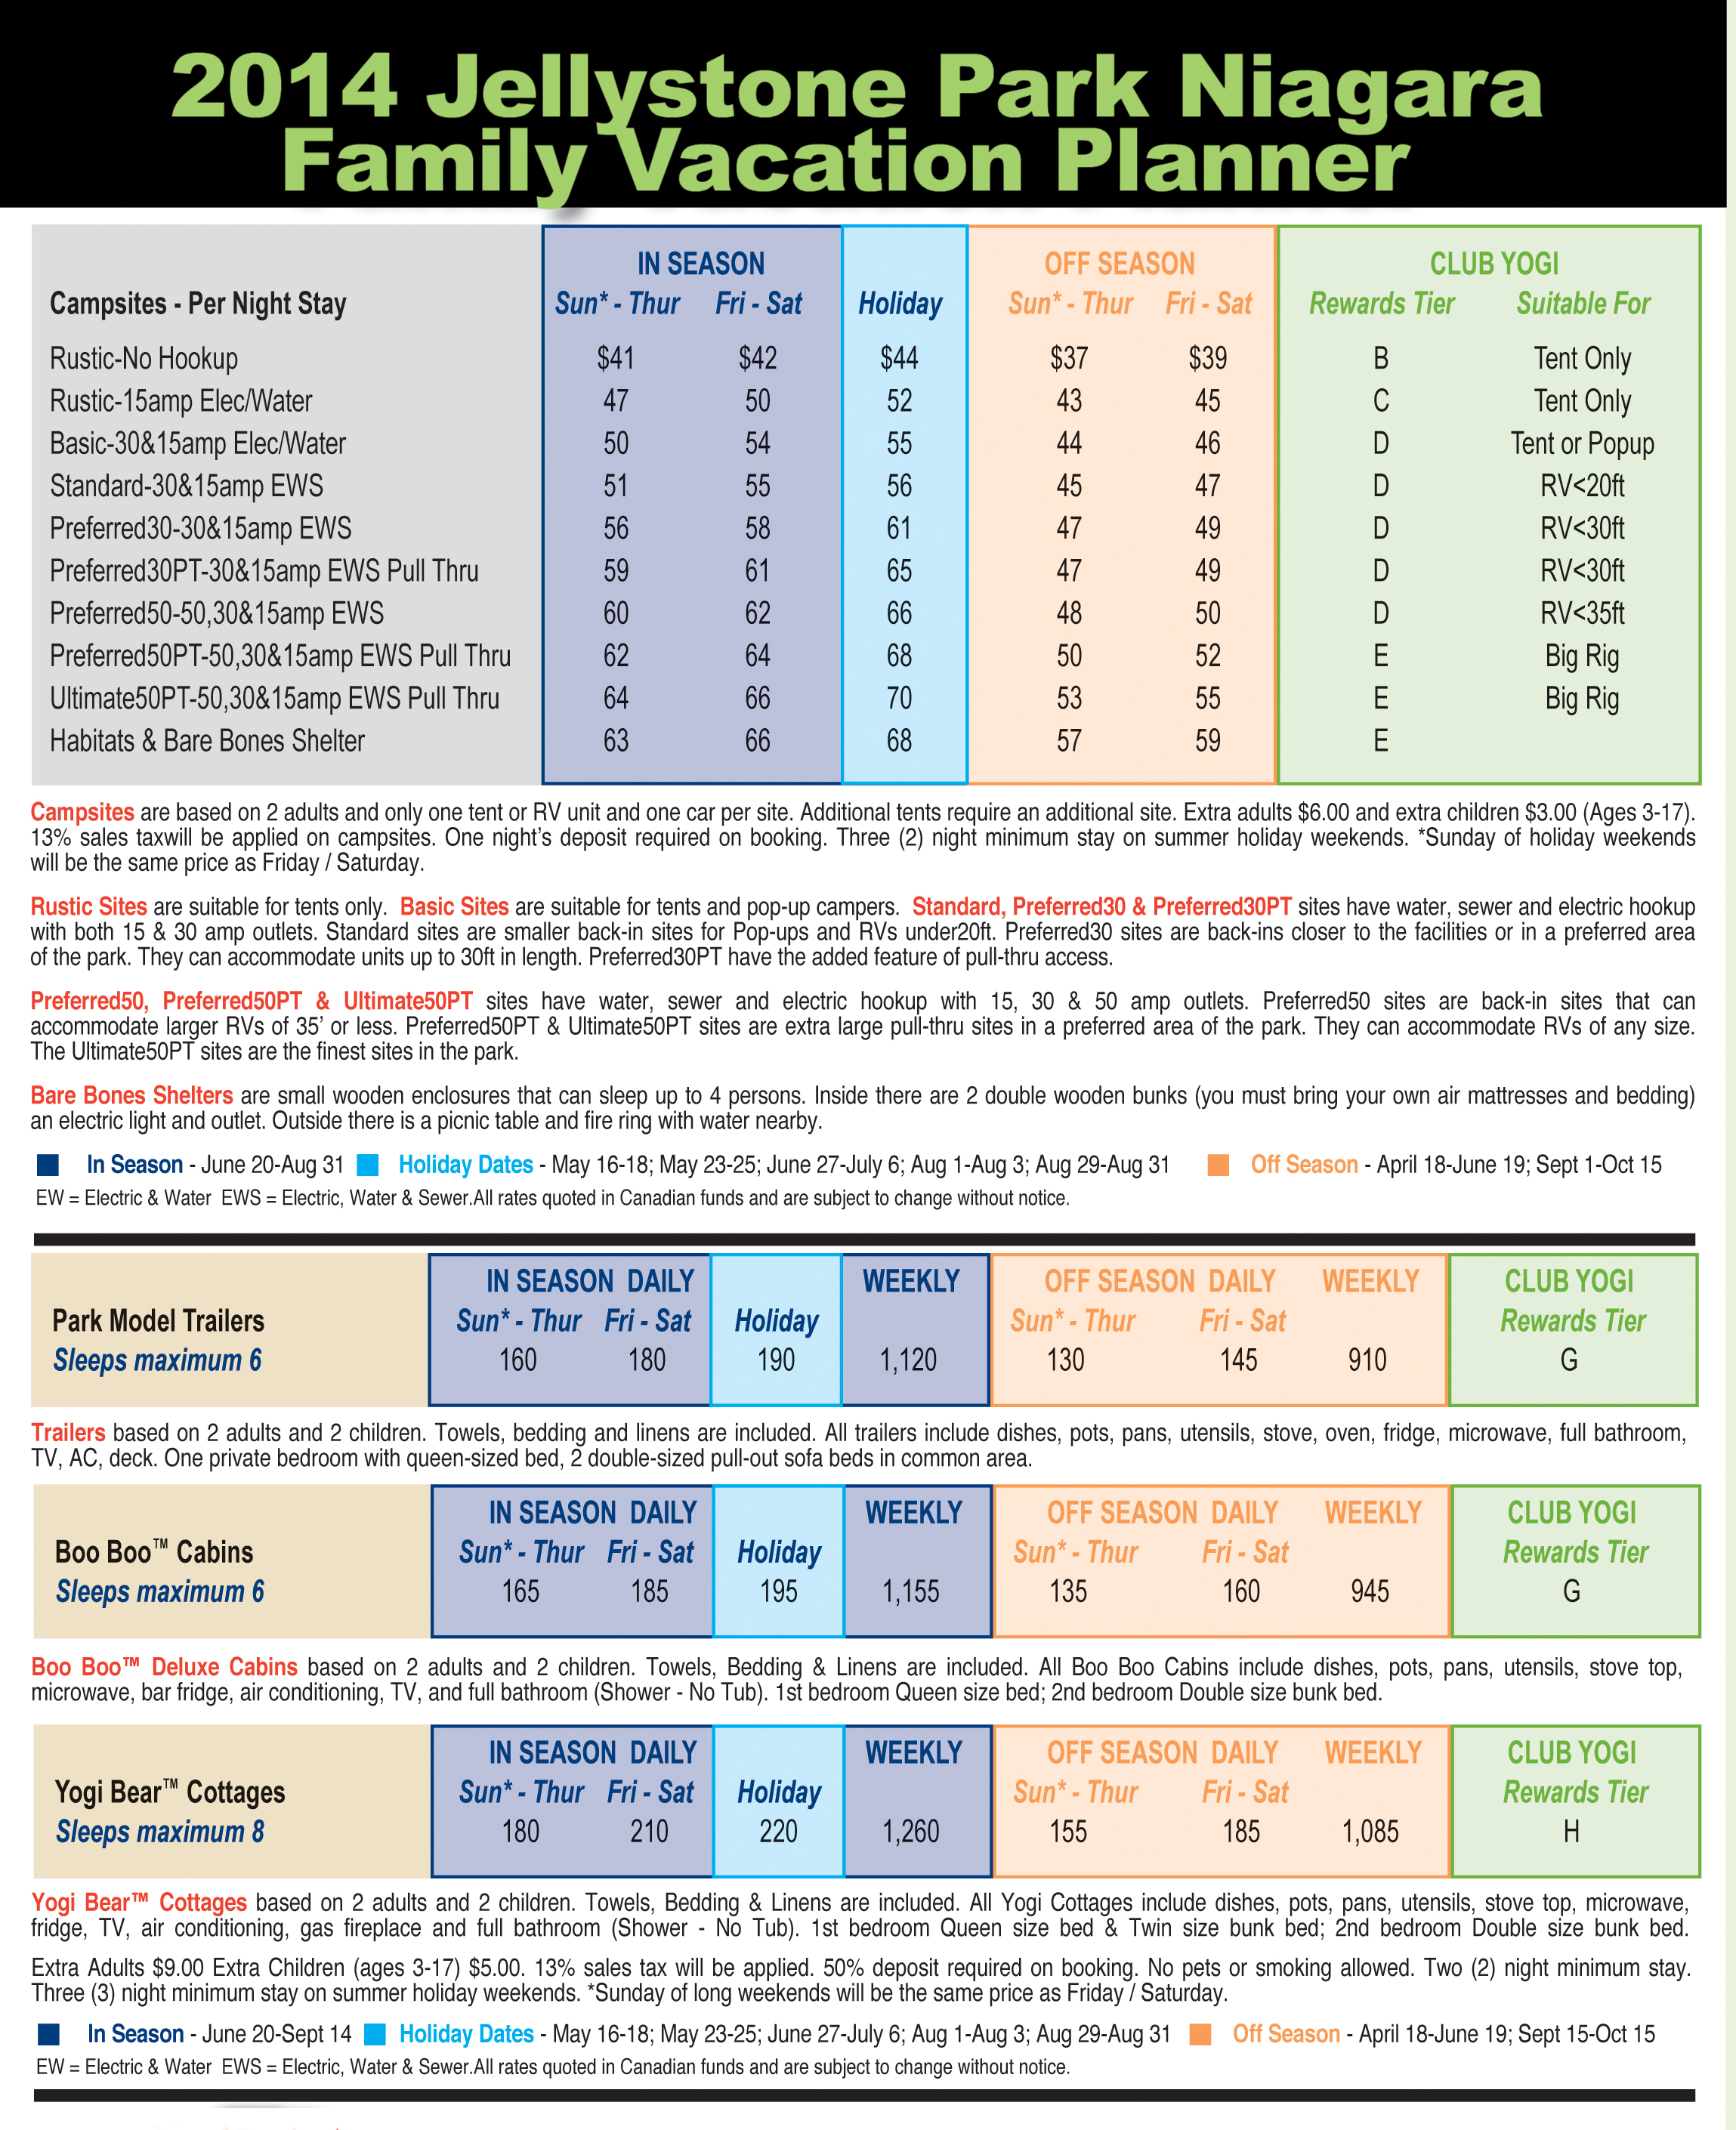 2014 Jellystone Park Niagara
Family Vacation Planner
IN SEASON OFF SEASON CLUB YOGI
Campsites - Per Night Stay Sun* - Thur Fri - Sat Holiday Sun* - Thur Fri - Sat Rewards Tier Suitable For
Rustic-No Hookup $41 $42 $44 $37 $39 B Tent Only
Rustic-15amp Elec/Water 47 50 52 43 45 C Tent Only
Basic-30&15amp Elec/Water 50 54 55 44 46 D Tent or Popup
Standard-30&15amp EWS 51 55 56 45 47 D RV<20ft
Preferred30-30&15amp EWS 56 58 61 47 49 D RV<30ft
Preferred30PT-30&15amp EWS Pull Thru 59 61 65 47 49 D RV<30ft
Preferred50-50,30&15amp EWS 60 62 66 48 50 D RV<35ft
Preferred50PT-50,30&15amp EWS Pull Thru 62 64 68 50 52 E Big Rig
Ultimate50PT-50,30&15amp EWS Pull Thru 64 66 70 53 55 E Big Rig
Habitats & Bare Bones Shelter 63 66 68 57 59 E
Campsites are based on 2 adults and only one tent or RV unit and one car per site. Additional tents require an additional site. Extra adults $6.00 and extra children $3.00 (Ages 3-17).
13% sales taxwill be applied on campsites. One night's deposit required on booking. Three (2) night minimum stay on summer holiday weekends. *Sunday of holiday weekends
will be the same price as Friday / Saturday.
Rustic Sites are suitable for tents only. Basic Sites are suitable for tents and pop-up campers. Standard, Preferred30 & Preferred30PT sites have water, sewer and electric hookup
with both 15 & 30 amp outlets. Standard sites are smaller back-in sites for Pop-ups and RVs under20ft. Preferred30 sites are back-ins closer to the facilities or in a preferred area
of the park. They can accommodate units up to 30ft in length. Preferred30PT have the added feature of pull-thru access.
Preferred50, Preferred50PT & Ultimate50PT sites have water, sewer and electric hookup with 15, 30 & 50 amp outlets. Preferred50 sites are back-in sites that can
accommodate larger RVs of 35' or less. Preferred50PT & Ultimate50PT sites are extra large pull-thru sites in a preferred area of the park. They can accommodate RVs of any size.
The Ultimate50PT sites are the finest sites in the park.
Bare Bones Shelters are small wooden enclosures that can sleep up to 4 persons. Inside there are 2 double wooden bunks (you must bring your own air mattresses and bedding)
an electric light and outlet. Outside there is a picnic table and fire ring with water nearby.
In Season - June 20-Aug 31 Holiday Dates - May 16-18; May 23-25; June 27-July 6; Aug 1-Aug 3; Aug 29-Aug 31 Off Season - April 18-June 19; Sept 1-Oct 15
EW = Electric & Water EWS = Electric, Water & Sewer.All rates quoted in Canadian funds and are subject to change without notice.
IN SEASON DAILY WEEKLY OFF SEASON DAILY WEEKLY CLUB YOGI
Park Model Trailers Sun* - Thur Fri - Sat Holiday Sun* - Thur Fri - Sat Rewards Tier
Sleeps maximum 6 160 180 190 1,120 130 145 910 G
Trailers based on 2 adults and 2 children. Towels, bedding and linens are included. All trailers include dishes, pots, pans, utensils, stove, oven, fridge, microwave, full bathroom,
TV, AC, deck. One private bedroom with queen-sized bed, 2 double-sized pull-out sofa beds in common area.
IN SEASON DAILY WEEKLY OFF SEASON DAILY WEEKLY CLUB YOGI
Boo Boo™ Cabins Sun* - Thur Fri - Sat Holiday Sun* - Thur Fri - Sat Rewards Tier
Sleeps maximum 6 165 185 195 1,155 135 160 945 G
Boo Boo™ Deluxe Cabins based on 2 adults and 2 children. Towels, Bedding & Linens are included. All Boo Boo Cabins include dishes, pots, pans, utensils, stove top,
microwave, bar fridge, air conditioning, TV, and full bathroom (Shower - No Tub). 1st bedroom Queen size bed; 2nd bedroom Double size bunk bed.
IN SEASON DAILY WEEKLY OFF SEASON DAILY WEEKLY CLUB YOGI
Yogi Bear™ Cottages Sun* - Thur Fri - Sat Holiday Sun* - Thur Fri - Sat Rewards Tier
Sleeps maximum 8 180 210 220 1,260 155 185 1,085 H
Yogi Bear™ Cottages based on 2 adults and 2 children. Towels, Bedding & Linens are included. All Yogi Cottages include dishes, pots, pans, utensils, stove top, microwave,
fridge, TV, air conditioning, gas fireplace and full bathroom (Shower - No Tub). 1st bedroom Queen size bed & Twin size bunk bed; 2nd bedroom Double size bunk bed.
Extra Adults $9.00 Extra Children (ages 3-17) $5.00. 13% sales tax will be applied. 50% deposit required on booking. No pets or smoking allowed. Two (2) night minimum stay.
Three (3) night minimum stay on summer holiday weekends. *Sunday of long weekends will be the same price as Friday / Saturday.
In Season - June 20-Sept 14 Holiday Dates - May 16-18; May 23-25; June 27-July 6; Aug 1-Aug 3; Aug 29-Aug 31 Off Season - April 18-June 19; Sept 15-Oct 15
EW = Electric & Water EWS = Electric, Water & Sewer.All rates quoted in Canadian funds and are subject to change without notice.